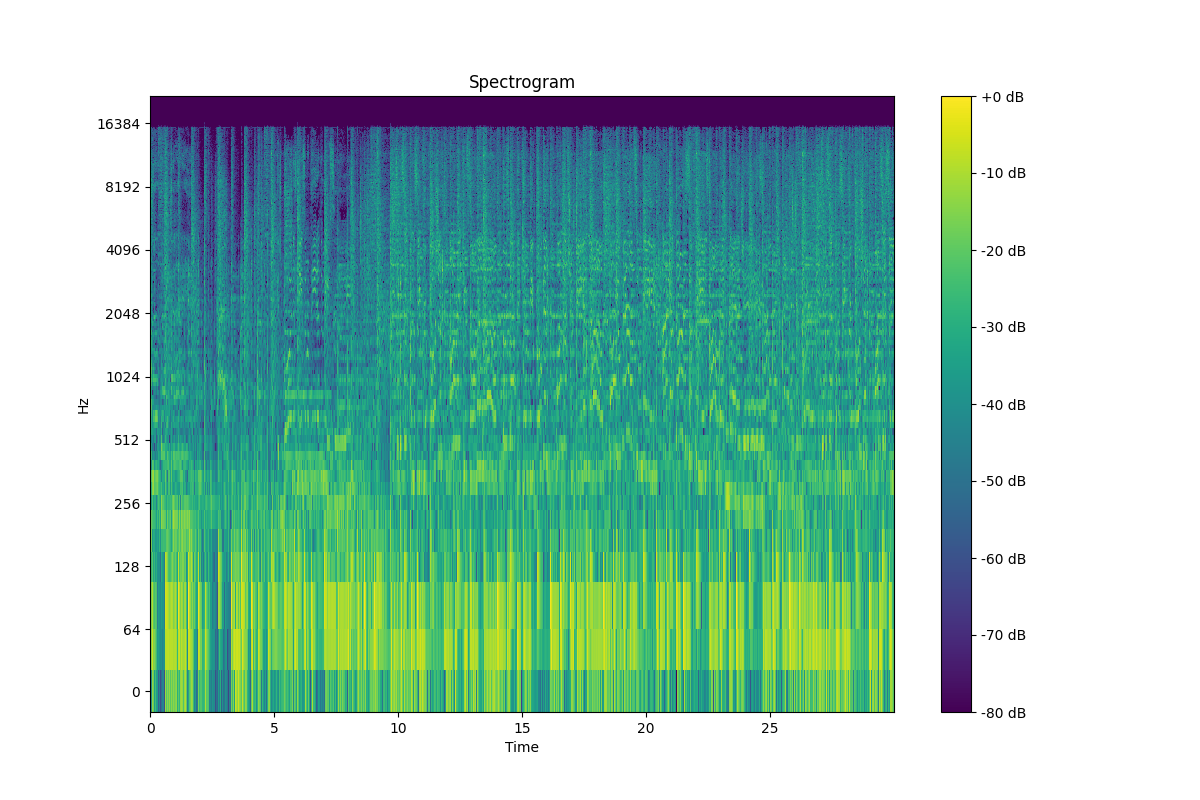 Spectrogram
16384
8192
4096
2048
1024
512
256
128
64
0
Hz
0 5 10 15 20 25
Time
+0 dB
-10 dB
-20 dB
-30 dB
-40 dB
-50 dB
-60 dB
-70 dB
-80 dB